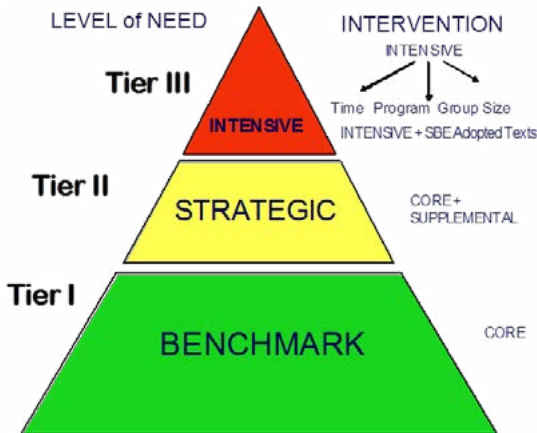 LEVEL of NEED
INTERVENTION
INTENSIVE
Tier III
Time Program Group Size
INTENSIVE
INTENSIVE + SBE Adopted Texts
Tier II
STRATEGIC
CORE +
SUPPLEMENTAL
Tier I
BENCHMARK
CORE